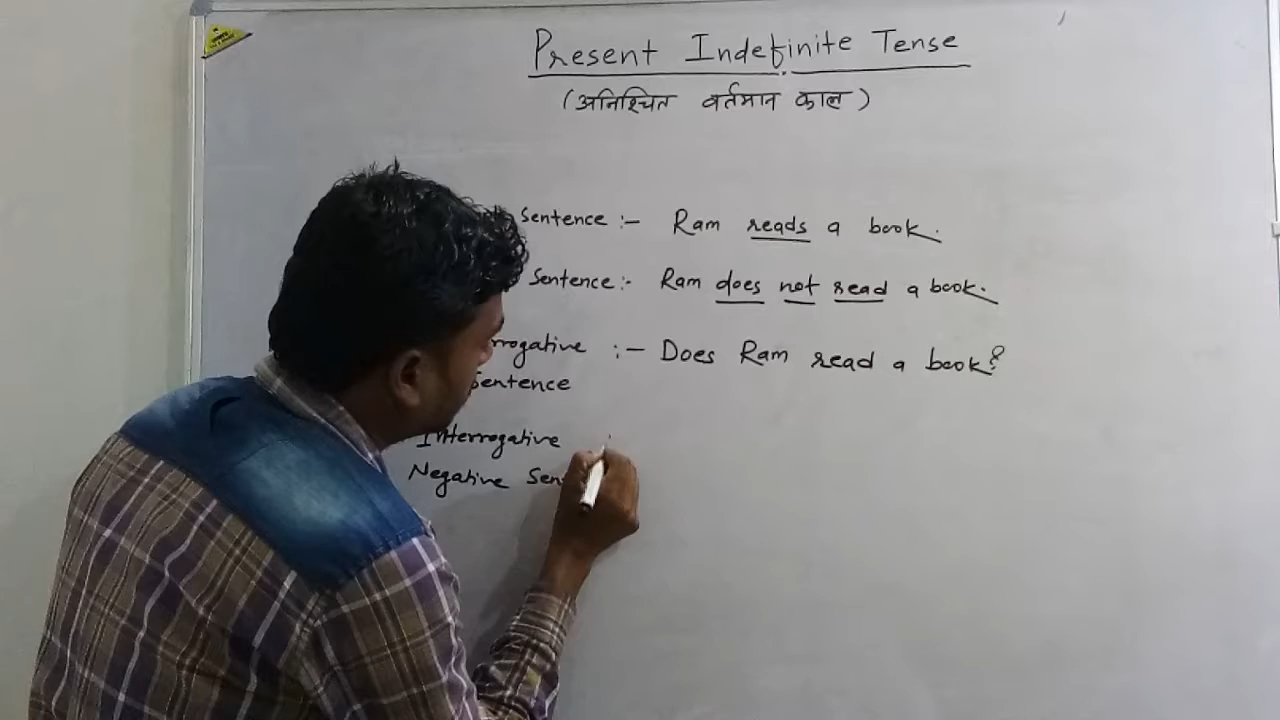 Present Indefinite Tense
(अनिश्चित वर्तमान काल)
Sentence :- Ram reads a book.
Sentence :- Ram does not read a book.
rrogative :- Does Ram read a book?
Sentence
Interrogative :
Negative Sen